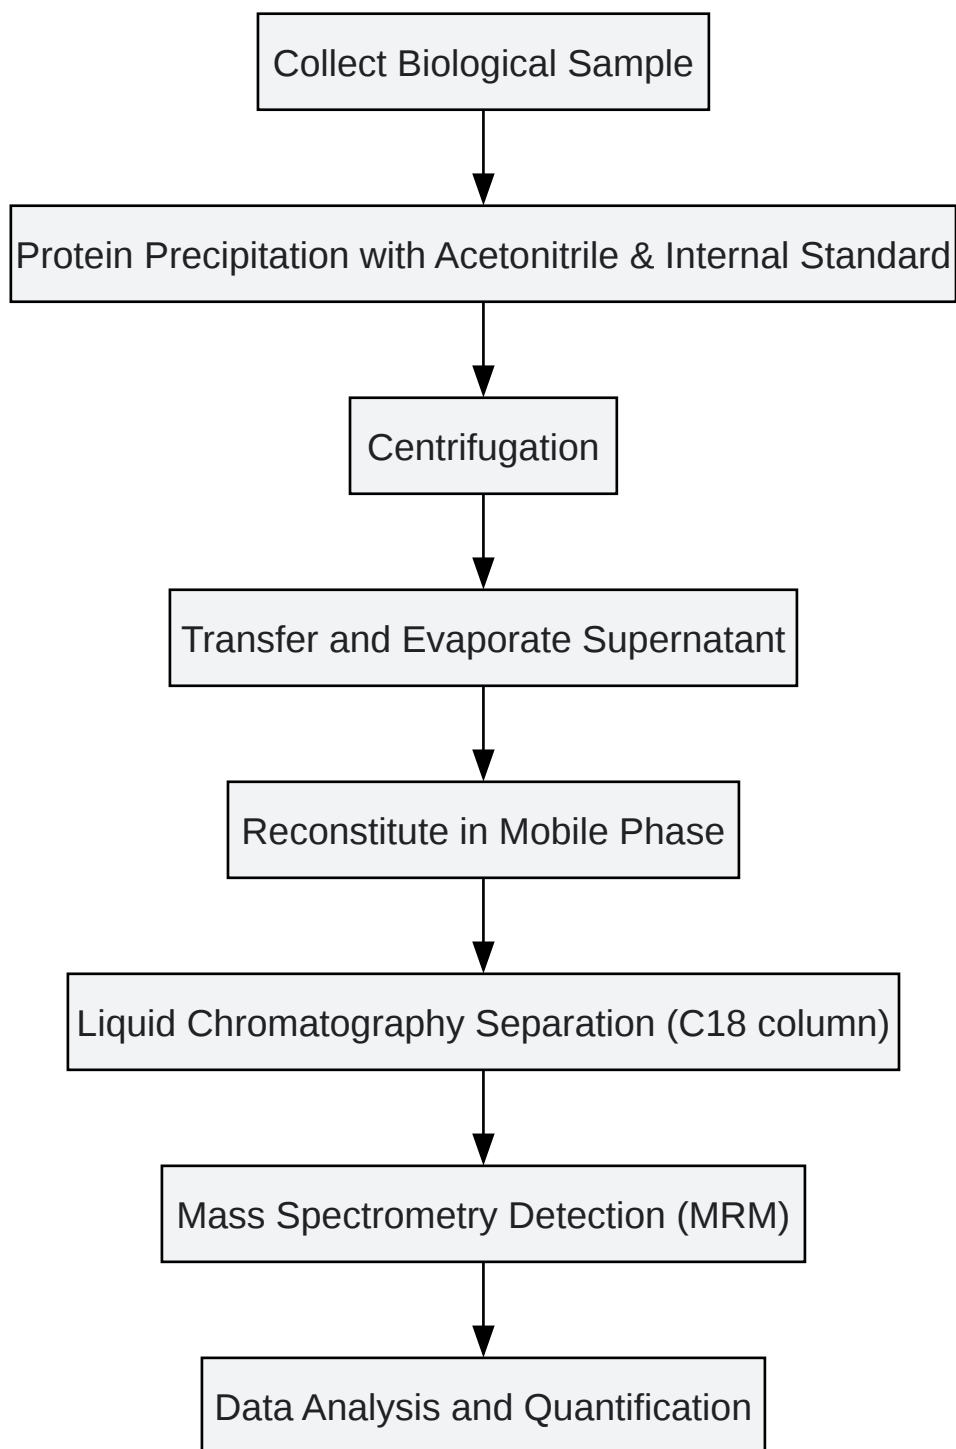 Collect Biological Sample
Protein Precipitation with Acetonitrile & Internal Standard
Centrifugation
Transfer and Evaporate Supernatant
Reconstitute in Mobile Phase
Liquid Chromatography Separation (C18 column)
Mass Spectrometry Detection (MRM)
Data Analysis and Quantification